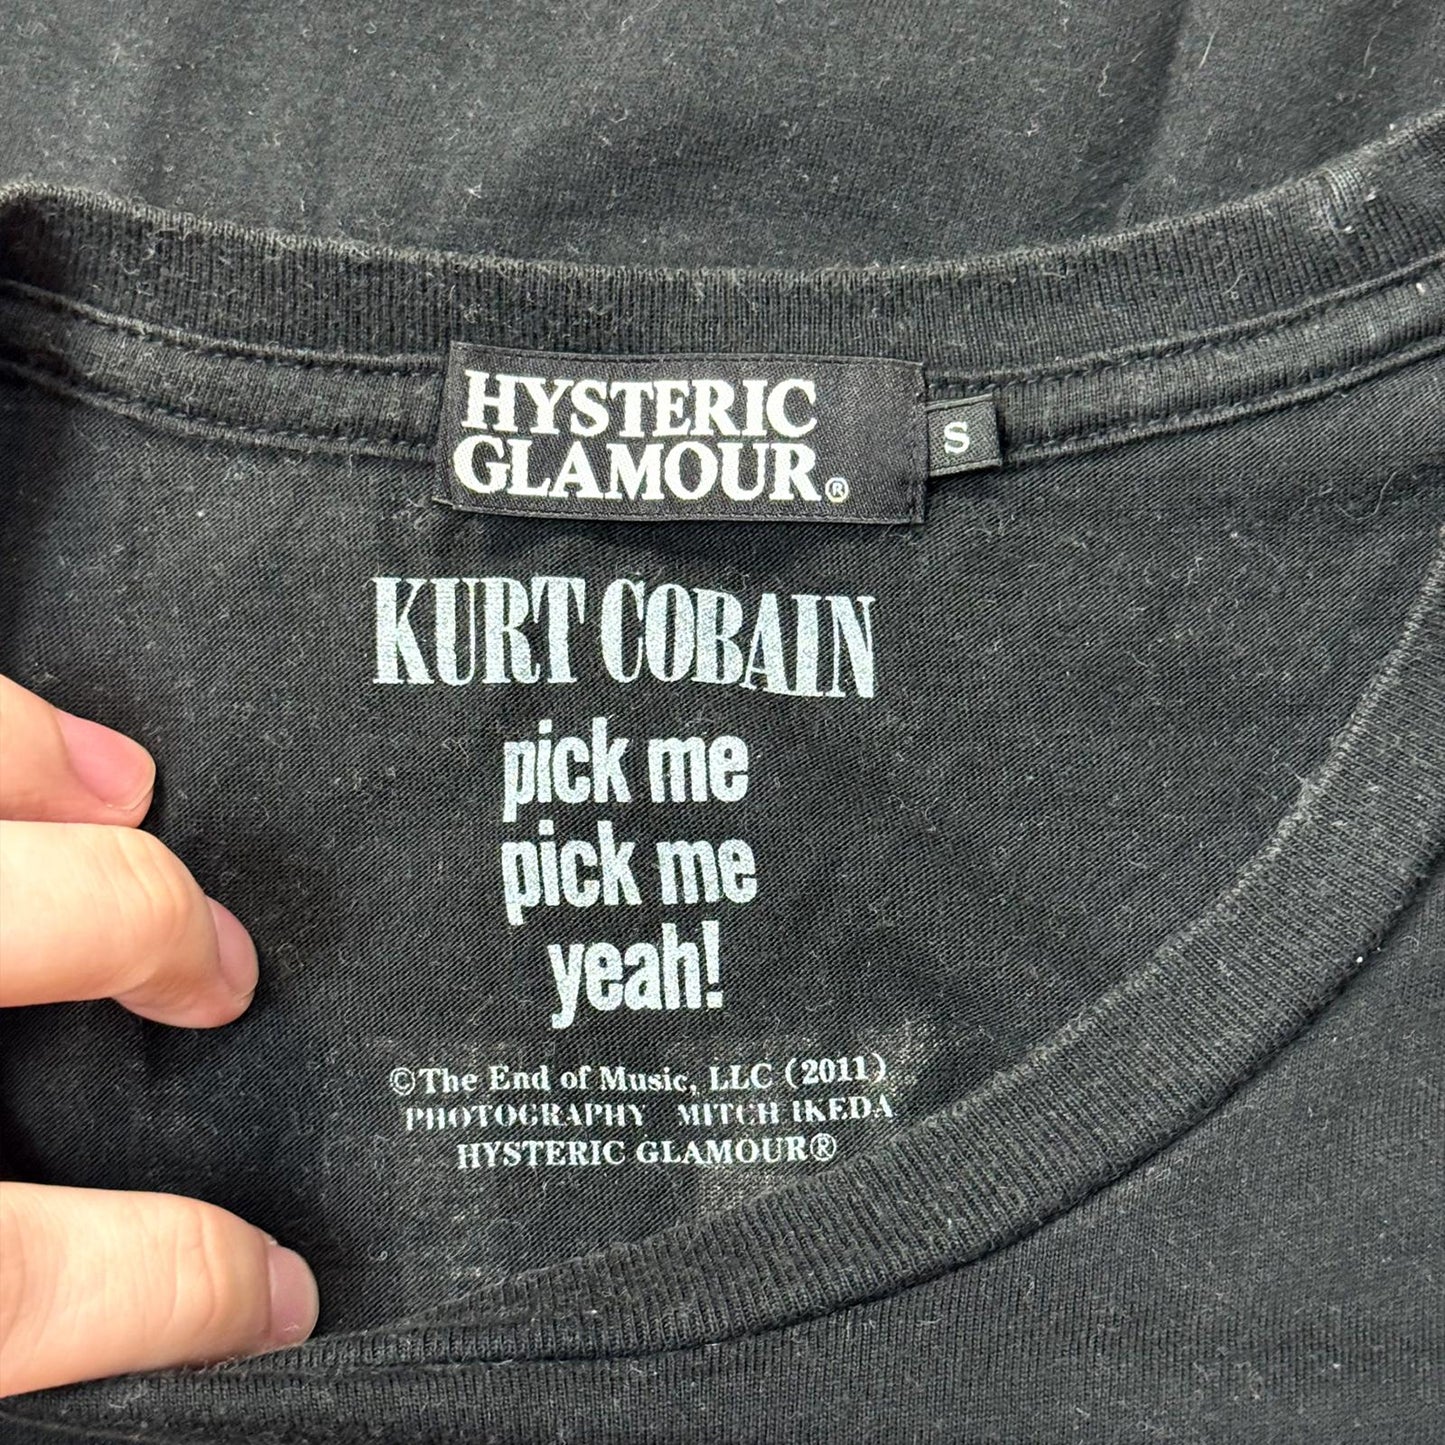 HYSTERIC
GLAMOUR®
S
KURT COBAIN
pick me
pick me
yeah!
©The End of Music, LLC (2011)
PHOTOGRAPHY MITCH IKEDA
HYSTERIC GLAMOUR®